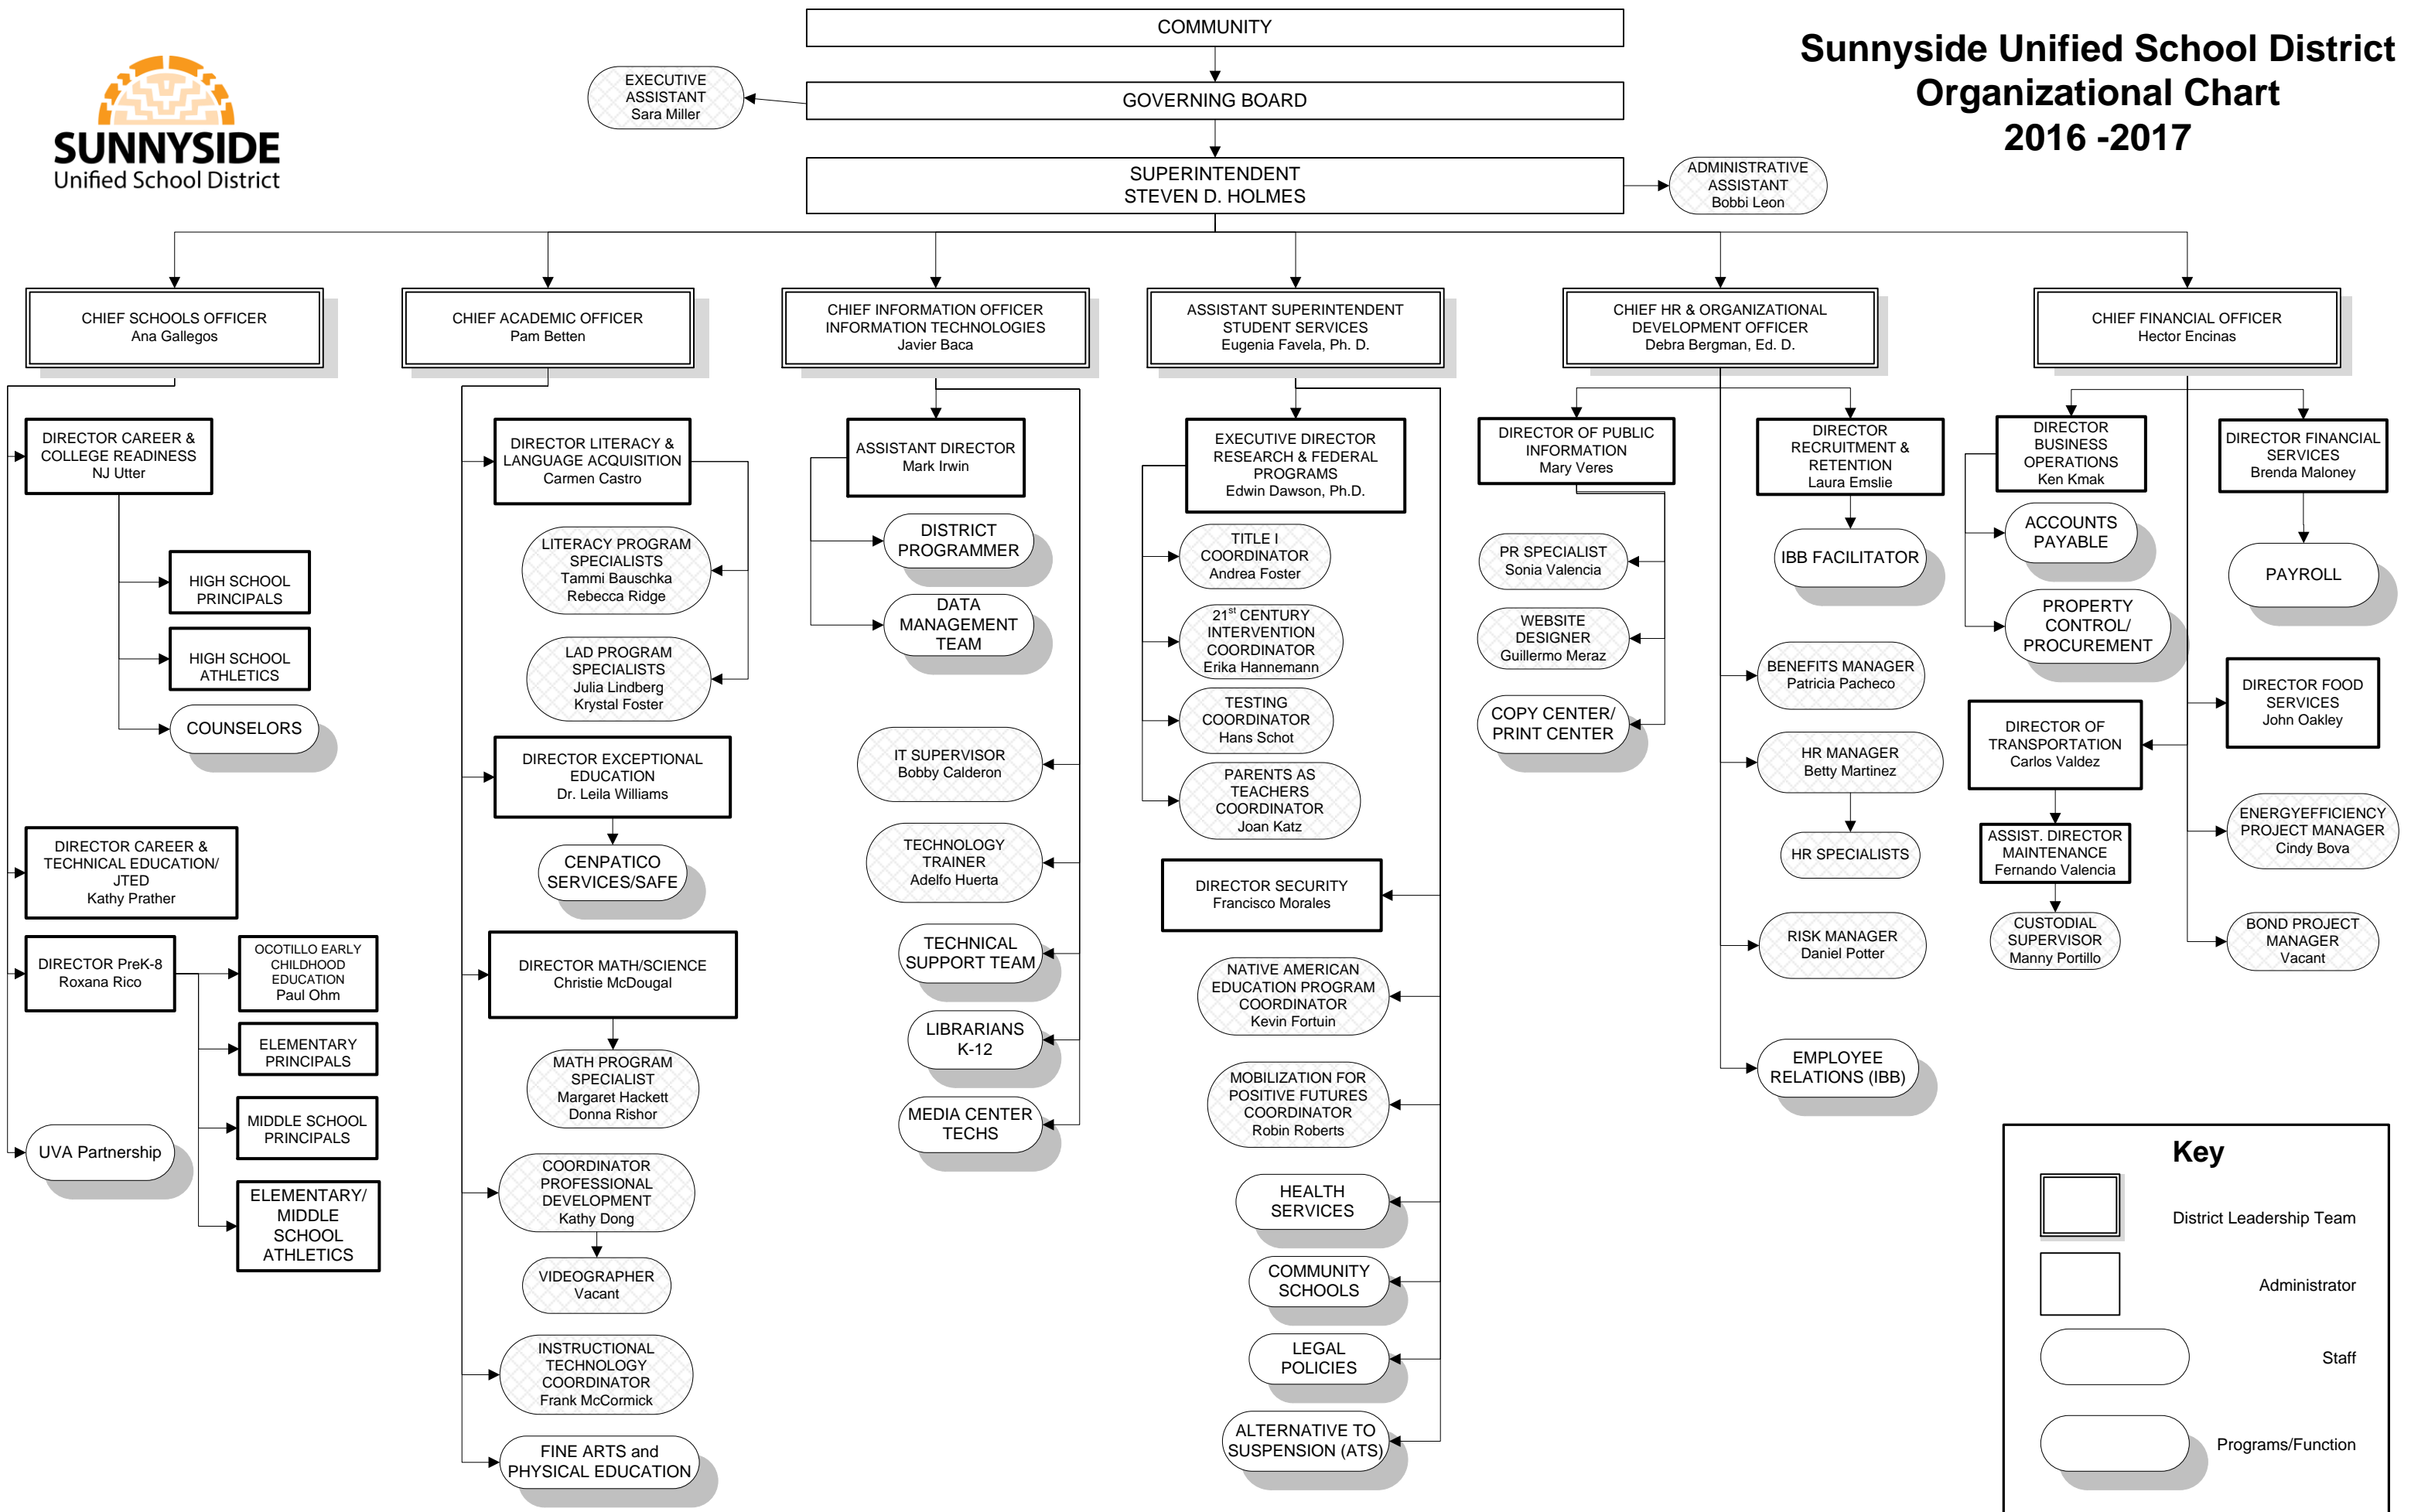 COMMUNITY
Sunnyside Unified School District
Organizational Chart
2016 -2017
SUNNYSIDE
Unified School District
EXECUTIVE
ASSISTANT
Sara Miller
GOVERNING BOARD
SUPERINTENDENT
STEVEN D. HOLMES
ADMINISTRATIVE
ASSISTANT
Bobbi Leon
CHIEF SCHOOLS OFFICER
Ana Gallegos
CHIEF ACADEMIC OFFICER
Pam Betten
CHIEF INFORMATION OFFICER
INFORMATION TECHNOLOGIES
Javier Baca
ASSISTANT SUPERINTENDENT
STUDENT SERVICES
Eugenia Favela, Ph. D.
CHIEF HR & ORGANIZATIONAL
DEVELOPMENT OFFICER
Debra Bergman, Ed. D.
CHIEF FINANCIAL OFFICER
Hector Encinas
DIRECTOR CAREER &
COLLEGE READINESS
NJ Utter
HIGH SCHOOL
PRINCIPALS
HIGH SCHOOL
ATHLETICS
COUNSELORS
DIRECTOR CAREER &
TECHNICAL EDUCATION/
JTED
Kathy Prather
DIRECTOR PreK-8
Roxana Rico
OCOTILLO EARLY
CHILDHOOD
EDUCATION
Paul Ohm
ELEMENTARY
PRINCIPALS
MIDDLE SCHOOL
PRINCIPALS
ELEMENTARY/
MIDDLE
SCHOOL
ATHLETICS
UVA Partnership
DIRECTOR LITERACY &
LANGUAGE ACQUISITION
Carmen Castro
LITERACY PROGRAM
SPECIALISTS
Tammi Bauschka
Rebecca Ridge
LAD PROGRAM
SPECIALISTS
Julia Lindberg
Krystal Foster
DIRECTOR EXCEPTIONAL
EDUCATION
Dr. Leila Williams
CENPATICO
SERVICES/SAFE
DIRECTOR MATH/SCIENCE
Christie McDougal
MATH PROGRAM
SPECIALIST
Margaret Hackett
Donna Rishor
COORDINATOR
PROFESSIONAL
DEVELOPMENT
Kathy Dong
VIDEOGRAPHER
Vacant
INSTRUCTIONAL
TECHNOLOGY
COORDINATOR
Frank McCormick
FINE ARTS and
PHYSICAL EDUCATION
ASSISTANT DIRECTOR
Mark Irwin
DISTRICT
PROGRAMMER
DATA
MANAGEMENT
TEAM
IT SUPERVISOR
Bobby Calderon
TECHNOLOGY
TRAINER
Adelfo Huerta
TECHNICAL
SUPPORT TEAM
LIBRARIANS
K-12
MEDIA CENTER
TECHS
EXECUTIVE DIRECTOR
RESEARCH & FEDERAL
PROGRAMS
Edwin Dawson, Ph.D.
TITLE I
COORDINATOR
Andrea Foster
21st CENTURY
INTERVENTION
COORDINATOR
Erika Hannemann
TESTING
COORDINATOR
Hans Schot
PARENTS AS
TEACHERS
COORDINATOR
Joan Katz
DIRECTOR SECURITY
Francisco Morales
NATIVE AMERICAN
EDUCATION PROGRAM
COORDINATOR
Kevin Fortuin
MOBILIZATION FOR
POSITIVE FUTURES
COORDINATOR
Robin Roberts
HEALTH
SERVICES
COMMUNITY
SCHOOLS
LEGAL
POLICIES
ALTERNATIVE TO
SUSPENSION (ATS)
DIRECTOR OF PUBLIC
INFORMATION
Mary Veres
PR SPECIALIST
Sonia Valencia
WEBSITE
DESIGNER
Guillermo Meraz
COPY CENTER/
PRINT CENTER
DIRECTOR
RECRUITMENT &
RETENTION
Laura Emslie
IBB FACILITATOR
BENEFITS MANAGER
Patricia Pacheco
HR MANAGER
Betty Martinez
HR SPECIALISTS
RISK MANAGER
Daniel Potter
EMPLOYEE
RELATIONS (IBB)
DIRECTOR
BUSINESS
OPERATIONS
Ken Kmak
ACCOUNTS
PAYABLE
PROPERTY
CONTROL/
PROCUREMENT
DIRECTOR OF
TRANSPORTATION
Carlos Valdez
ASSIST. DIRECTOR
MAINTENANCE
Fernando Valencia
CUSTODIAL
SUPERVISOR
Manny Portillo
DIRECTOR FINANCIAL
SERVICES
Brenda Maloney
PAYROLL
DIRECTOR FOOD
SERVICES
John Oakley
ENERGYEFFICIENCY
PROJECT MANAGER
Cindy Bova
BOND PROJECT
MANAGER
Vacant
Key
District Leadership Team
Administrator
Staff
Programs/Function